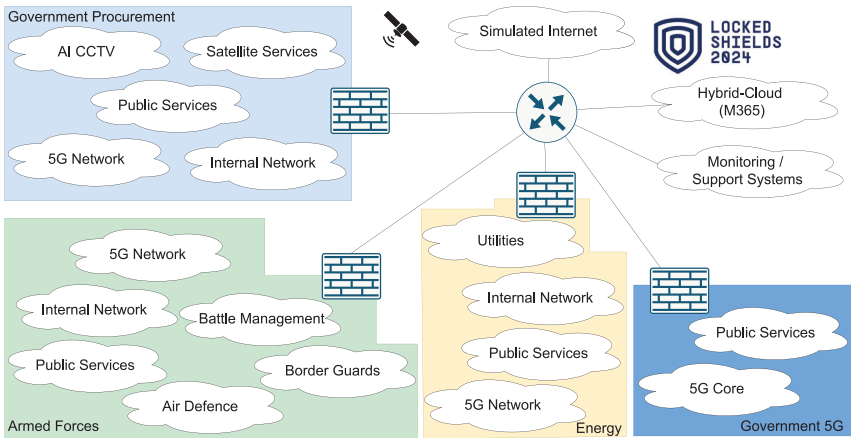 Government Procurement
AI CCTV
Satellite Services
Public Services
5G Network
Internal Network
Simulated Internet
LOCKED
SHIELDS
2024
Hybrid-Cloud
(M365)
Monitoring /
Support Systems
5G Network
Internal Network
Battle Management
Public Services
Border Guards
Air Defence
Armed Forces
Utilities
Internal Network
Public Services
5G Network
Energy
Public Services
5G Core
Government 5G